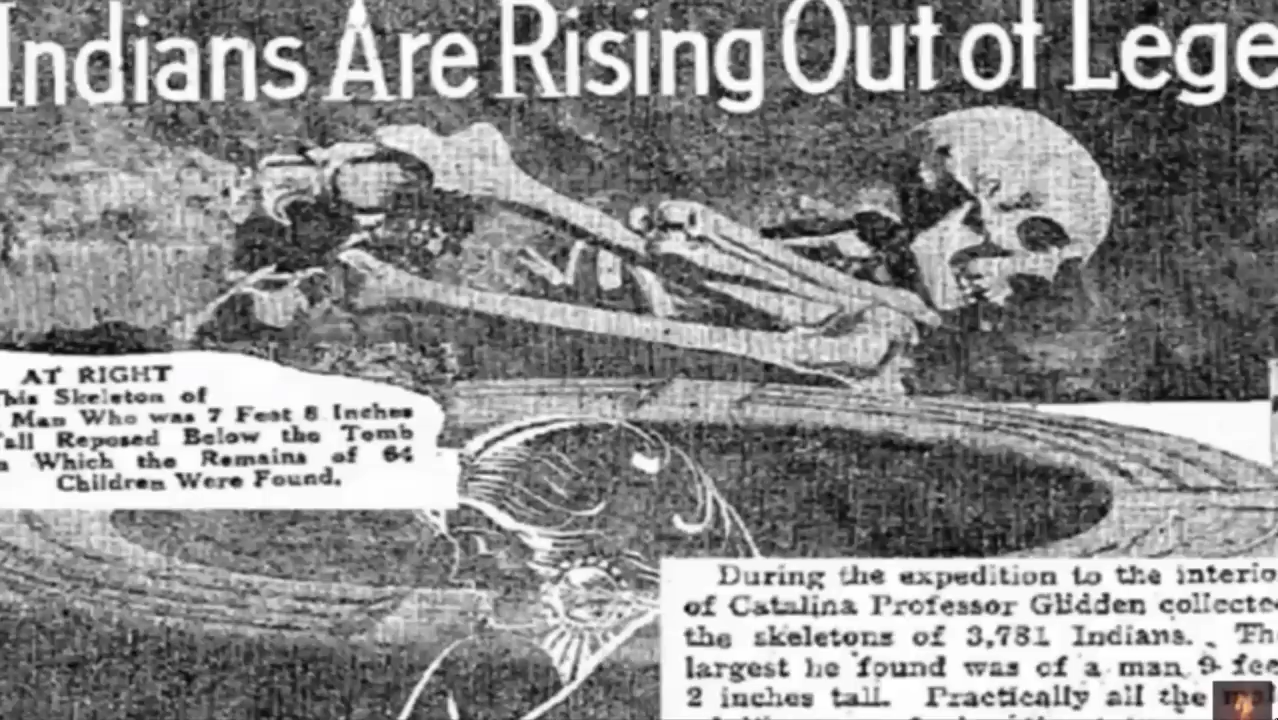 Indians Are Rising Out of Lege
AT RIGHT
This Skeleton of
Man Who was 7 Feet 8 Inches
Tall Reposed Below the Tomb
Which the Remains of 64
Children Were Found.
During the expedition to the interio
of Catalina Professor Glidden collecte
the skeletons of 3,781 Indians. Th
largest he found was of a man 9 fee
2 inches tall. Practically all the